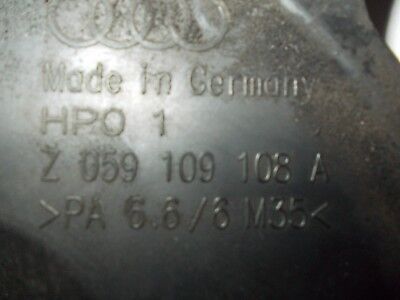 Made in Germany
HPO 1
Z 059 109 108 A
>PA 6.6/6 M35<